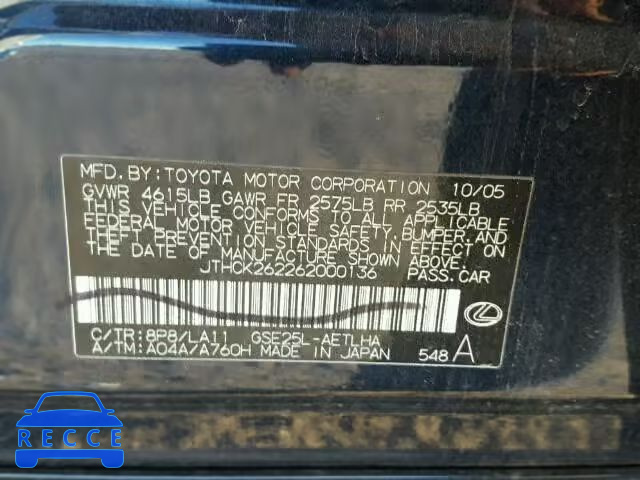 MFD. BY: TOYOTA MOTOR CORPORATION 10/05
GVWR 4615LB GAWR FR 2575LB RR 2535LB
THIS VEHICLE CONFORMS TO ALL APPLICABLE
FEDERAL MOTOR VEHICLE SAFETY, BUMPER, AND
THEFT PREVENTION STANDARDS IN EFFECT ON
THE DATE OF MANUFACTURE SHOWN ABOVE.
JTHCK262262000136 PASS. CAR
C/TR: 8P8/LA11 GSE25L-AETLHA
A/TM: A04A/A760H MADE IN JAPAN 548 A
RECCE